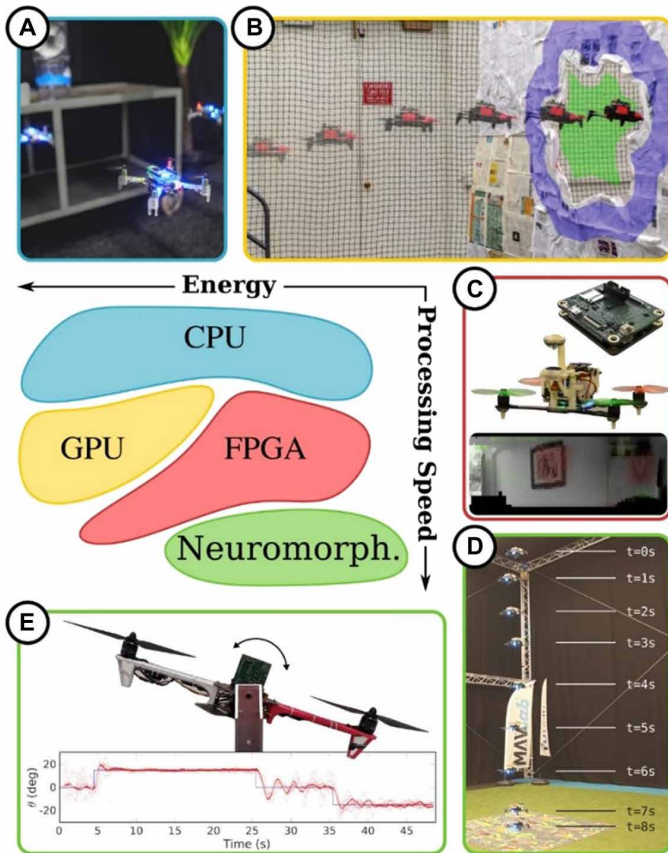 A
B
Energy
Processing Speed
C
CPU
GPU
FPGA
Neuromorph.
D
t=0s
t=1s
t=2s
t=3s
t=4s
t=5s
t=6s
t=7s
t=8s
MAVLab
E
θ (deg)
20
0
-20
0
5
10
15
20
25
30
35
40
45
Time (s)